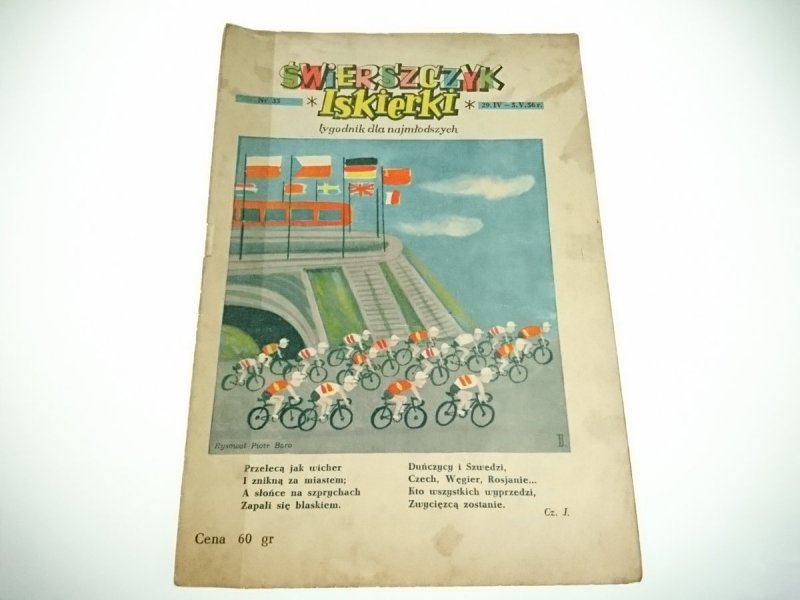 ŚWIERSZCZYK
Iskierki
Nr 35
29. IV — 5. V. 56 r.
tygodnik dla najmłodszych
Rysował Piotr Baro
Przelecą jak wicher
I znikną za miastem;
A słońce na szprychach
Zapali się blaskiem.
Duńczycy i Szwedzi,
Czech, Węgier, Rosjanie...
Kto wszystkich wyprzedzi,
Zwycięzcą zostanie.
Cz. J.
Cena 60 gr